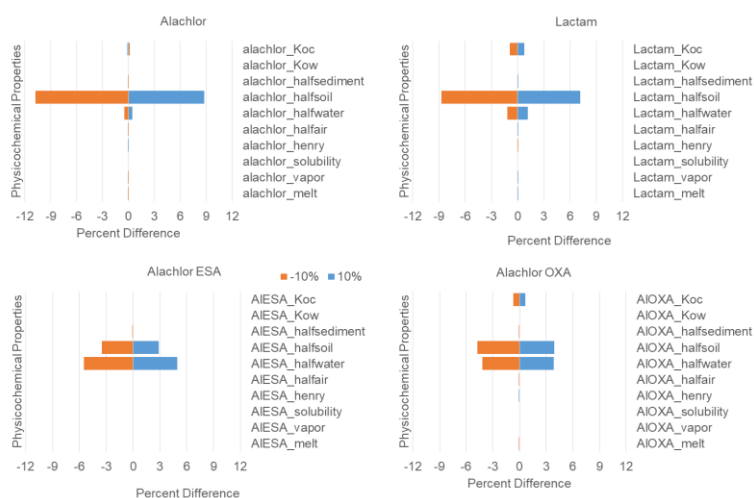 Alachlor
Physicochemical Properties
alachlor_Koc
alachlor_Kow
alachlor_halfsediment
alachlor_halfsoil
alachlor_halfwater
alachlor_halfair
alachlor_henry
alachlor_solubility
alachlor_vapor
alachlor_melt
-12 -9 -6 -3 0 3 6 9 12
Percent Difference
Lactam
Physicochemical Properties
Lactam_Koc
Lactam_Kow
Lactam_halfsediment
Lactam_halfsoil
Lactam_halfwater
Lactam_halfair
Lactam_henry
Lactam_solubility
Lactam_vapor
Lactam_melt
-12 -9 -6 -3 0 3 6 9 12
Percent Difference
Alachlor ESA
-10% 10%
Physicochemical Properties
AlESA_Koc
AlESA_Kow
AlESA_halfsediment
AlESA_halfsoil
AlESA_halfwater
AlESA_halfair
AlESA_henry
AlESA_solubility
AlESA_vapor
AlESA_melt
-12 -9 -6 -3 0 3 6 9 12
Percent Difference
Alachlor OXA
Physicochemical Properties
AlOXA_Koc
AlOXA_Kow
AlOXA_halfsediment
AlOXA_halfsoil
AlOXA_halfwater
AlOXA_halfair
AlOXA_henry
AlOXA_solubility
AlOXA_vapor
AlOXA_melt
-12 -9 -6 -3 0 3 6 9 12
Percent Difference